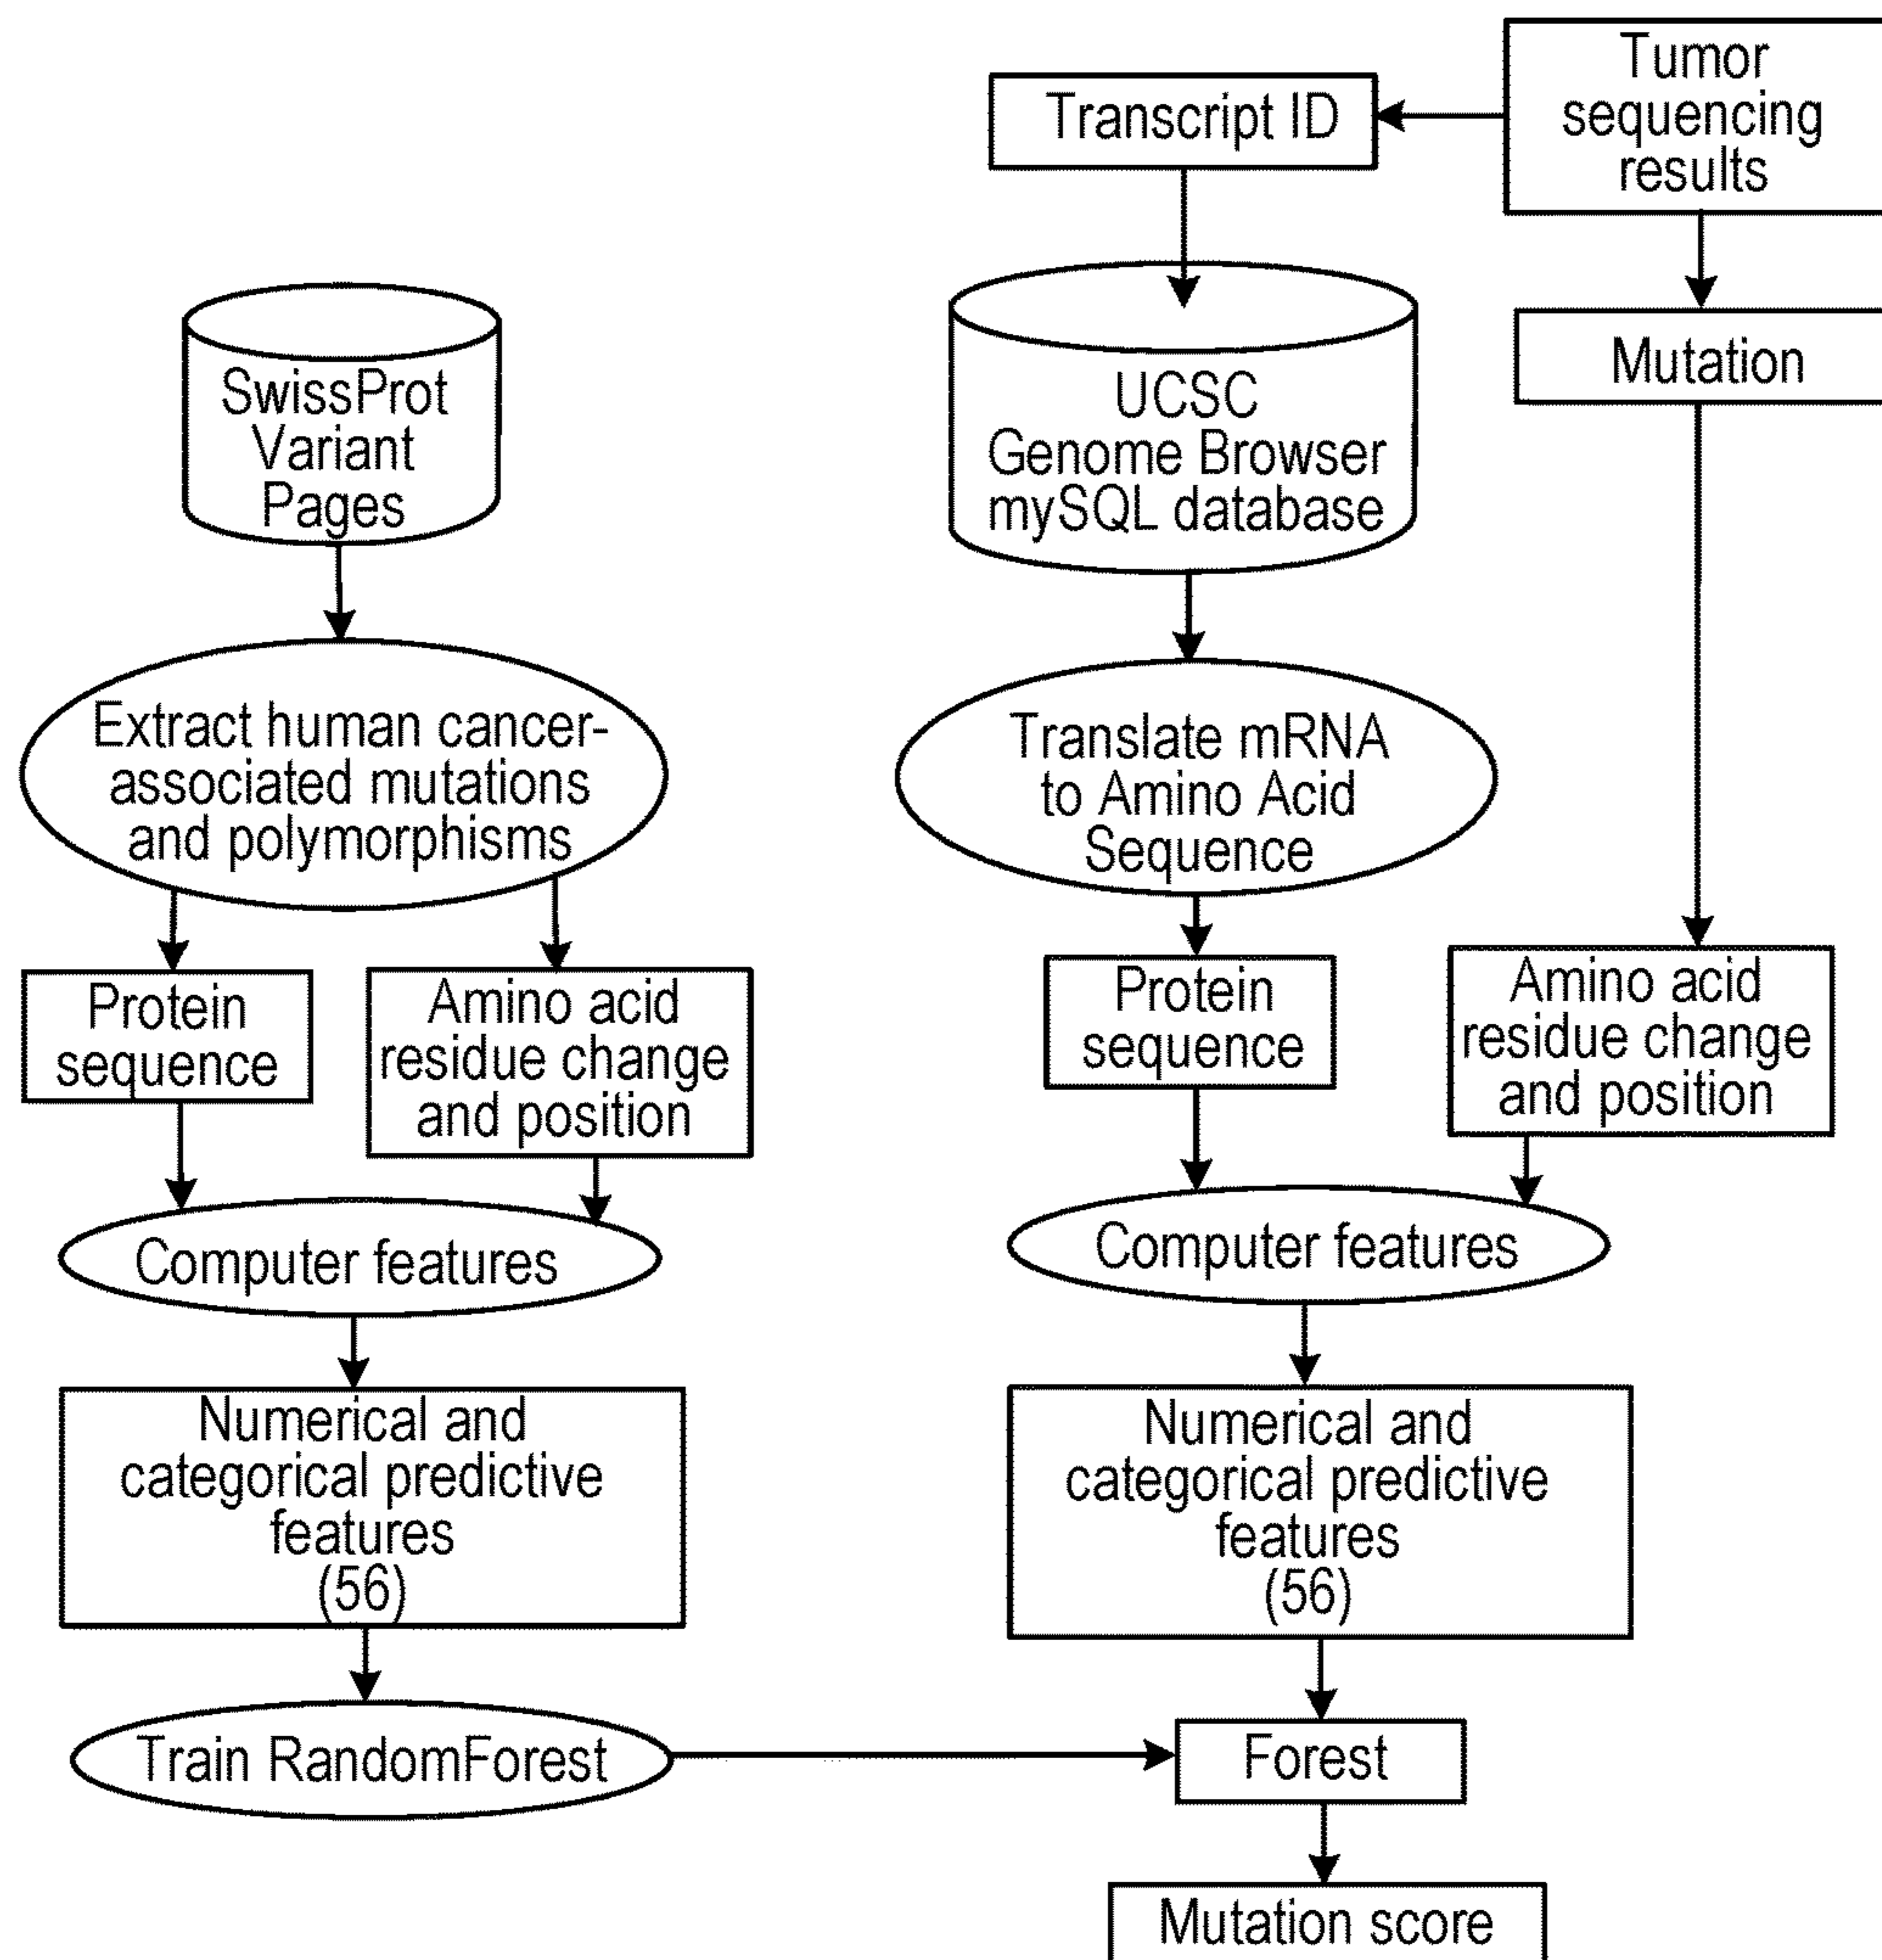 Tumor
sequencing
results
Transcript ID
Mutation
SwissProt
Variant
Pages
UCSC
Genome Browser
mySQL database
Extract human cancer-
associated mutations
and polymorphisms
Translate mRNA
to Amino Acid
Sequence
Protein
sequence
Amino acid
residue change
and position
Protein
sequence
Amino acid
residue change
and position
Computer features
Computer features
Numerical and
categorical predictive
features
(56)
Numerical and
categorical predictive
features
(56)
Train RandomForest
Forest
Mutation score